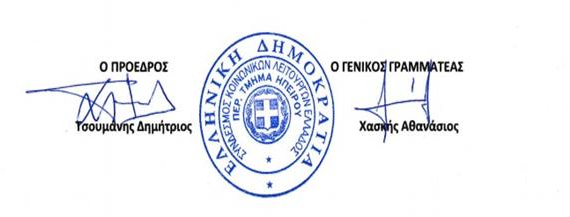 Ο ΠΡΟΕΔΡΟΣ
Τσουμάνης Δημήτριος
ΕΛΛΗΝΙΚΗ ΔΗΜΟΚΡΑΤΙΑ
ΣΥΝΔΕΣΜΟΣ ΚΟΙΝΩΝΙΚΩΝ ΛΕΙΤΟΥΡΓΩΝ ΕΛΛΑΔΟΣ
ΠΕΡ. ΤΜΗΜΑ ΗΠΕΙΡΟΥ
Ο ΓΕΝΙΚΟΣ ΓΡΑΜΜΑΤΕΑΣ
Χασκής Αθανάσιος